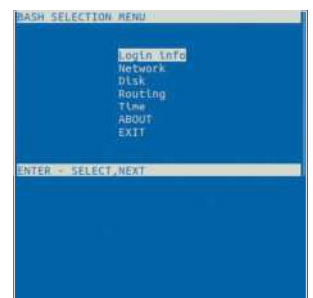 BASH SELECTION MENU
Login info
Network
Disk
Routing
Time
ABOUT
EXIT
ENTER - SELECT,NEXT